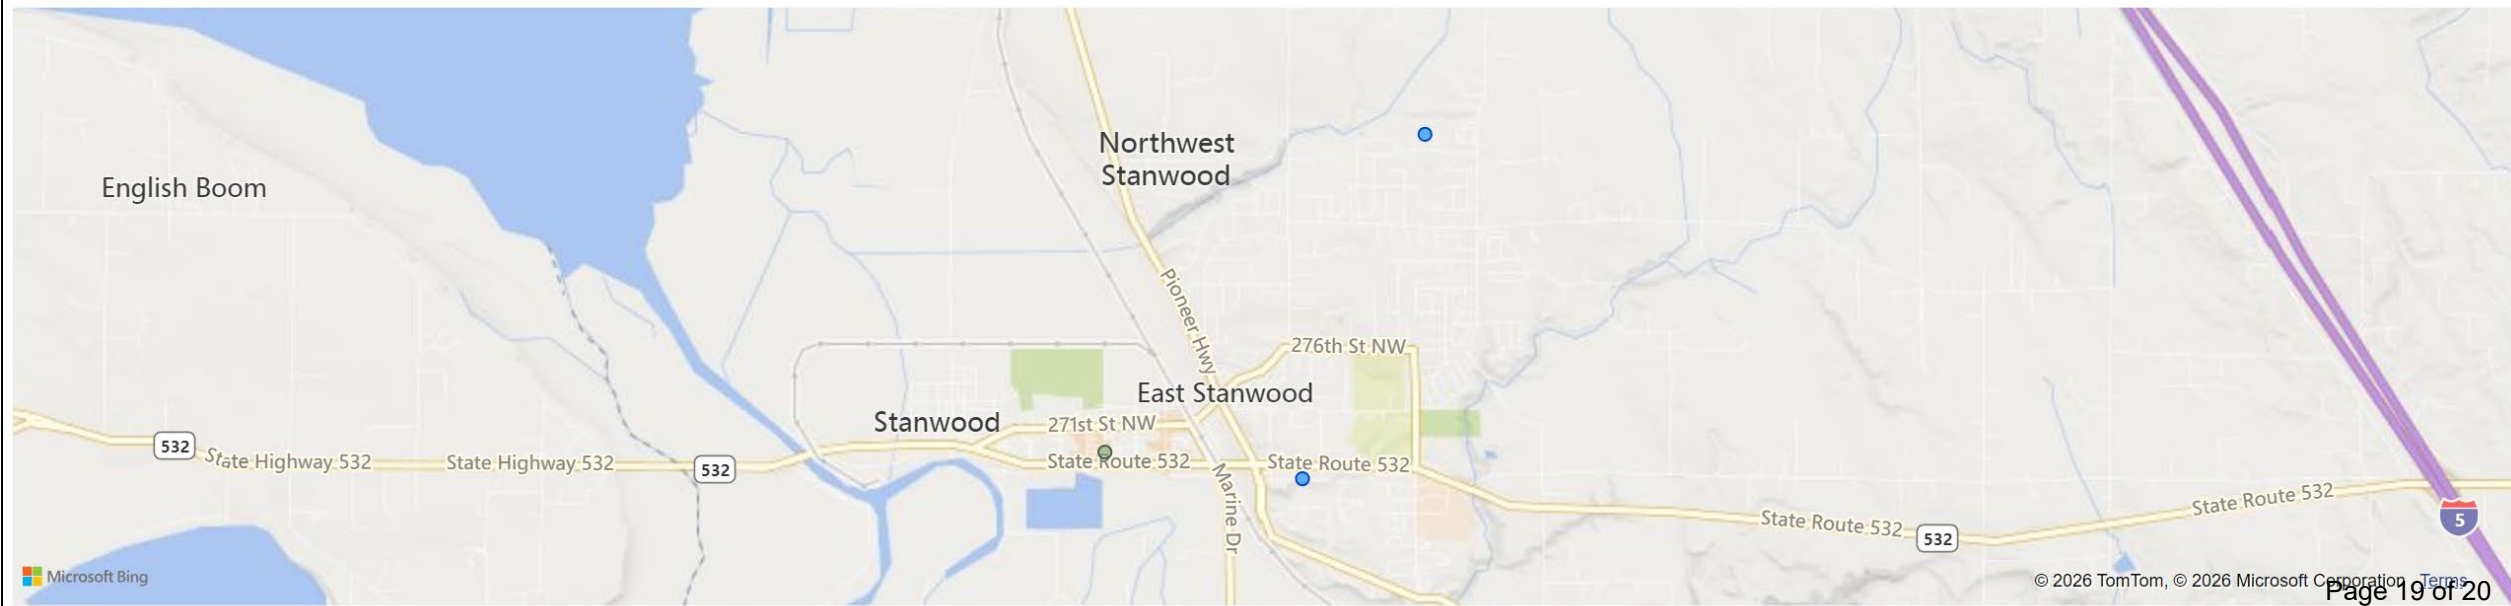 Northwest
Stanwood
English Boom
Pioneer Hwy
276th St NW
East Stanwood
Stanwood
271st St NW
532
State Highway 532
State Highway 532
532
State Route 532
State Route 532
Marine Dr
State Route 532
532
State Route 532
5
Microsoft Bing
© 2026 TomTom, © 2026 Microsoft Corporation
Terms
Page 19 of 20